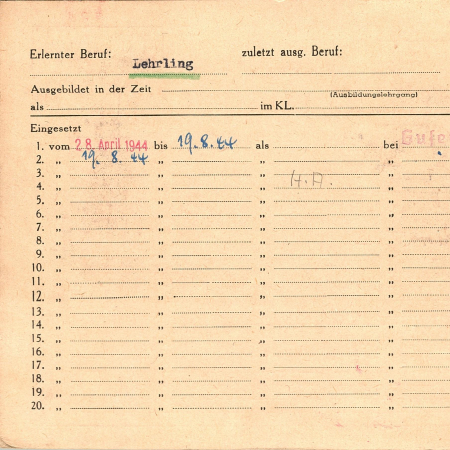 Erlernter Beruf: Lehrling zuletzt ausg. Beruf:
Ausgebildet in der Zeit
(Ausbildungslehrgang)
als im KL.
Eingesetzt
1. vom 28. April 1944 bis 19.8.44 als bei Guse
2. „ 19.8.44 „ „ „
3. „ „ „ „
4. „ „ „ H.A. „
5. „ „ „ „
6. „ „ „ „
7. „ „ „ „
8. „ „ „ „
9. „ „ „ „
10. „ „ „ „
11. „ „ „ „
12. „ „ „ „
13. „ „ „ „
14. „ „ „ „
15. „ „ „ „
16. „ „ „ „
17. „ „ „ „
18. „ „ „ „
19. „ „ „ „
20. „ „ „ „